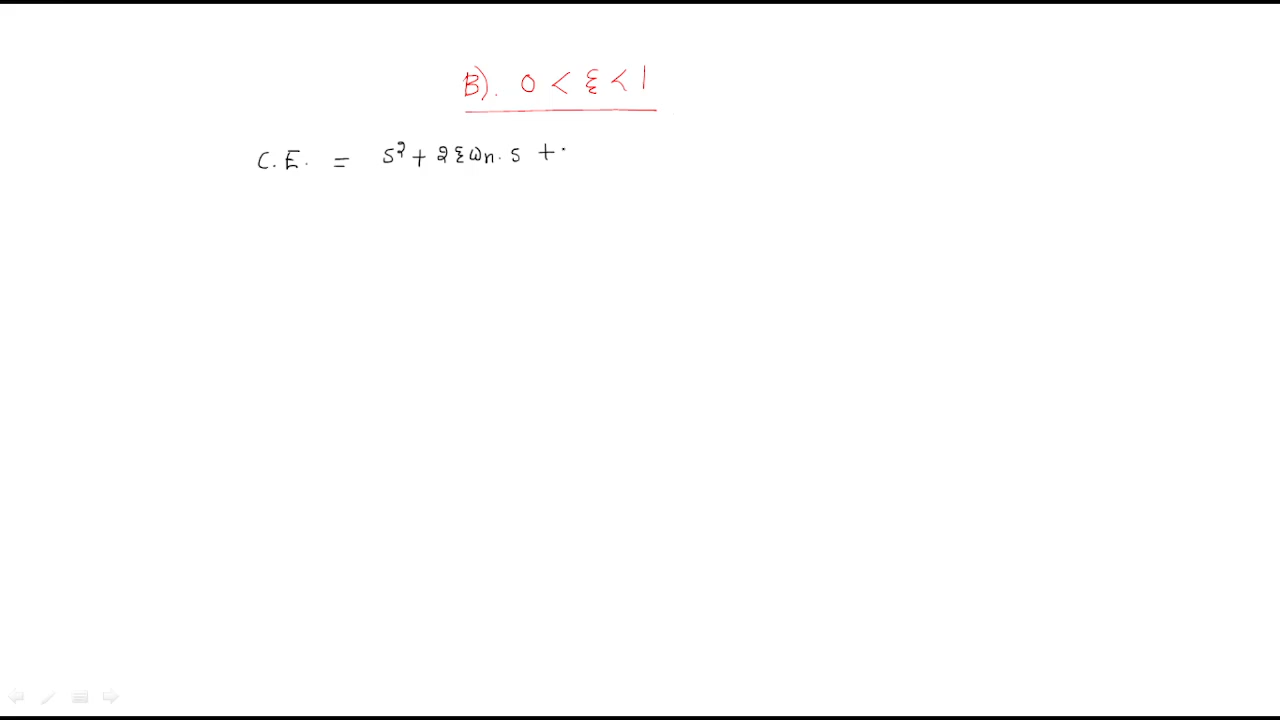 B). 0 < ξ < 1
C.E. = s² + 2ξωn.s +